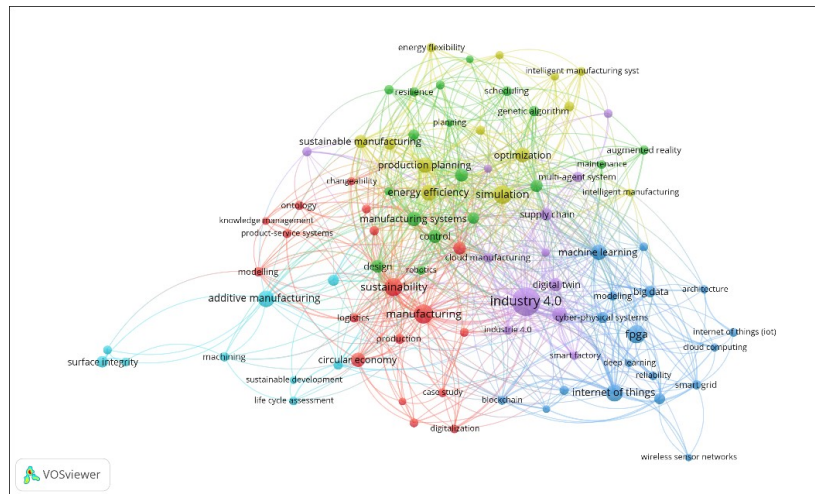 energy flexibility
intelligent manufacturing syst
resilience
scheduling
genetic algorithm
planning
sustainable manufacturing
augmented reality
optimization
production planning
maintenance
multi-agent system
changeability
energy efficiency
simulation
intelligent manufacturing
ontology
knowledge management
manufacturing systems
supply chain
product-service systems
control
machine learning
cloud manufacturing
design
robotics
modelling
sustainability
digital twin
big data
architecture
additive manufacturing
modeling
industry 4.0
manufacturing
logistics
cyber-physical systems
industrie 4.0
fpga
internet of things (iot)
production
cloud computing
surface integrity
machining
circular economy
smart factory
deep learning
reliability
sustainable development
smart grid
case study
internet of things
life cycle assessment
blockchain
digitalization
wireless sensor networks
VOSviewer